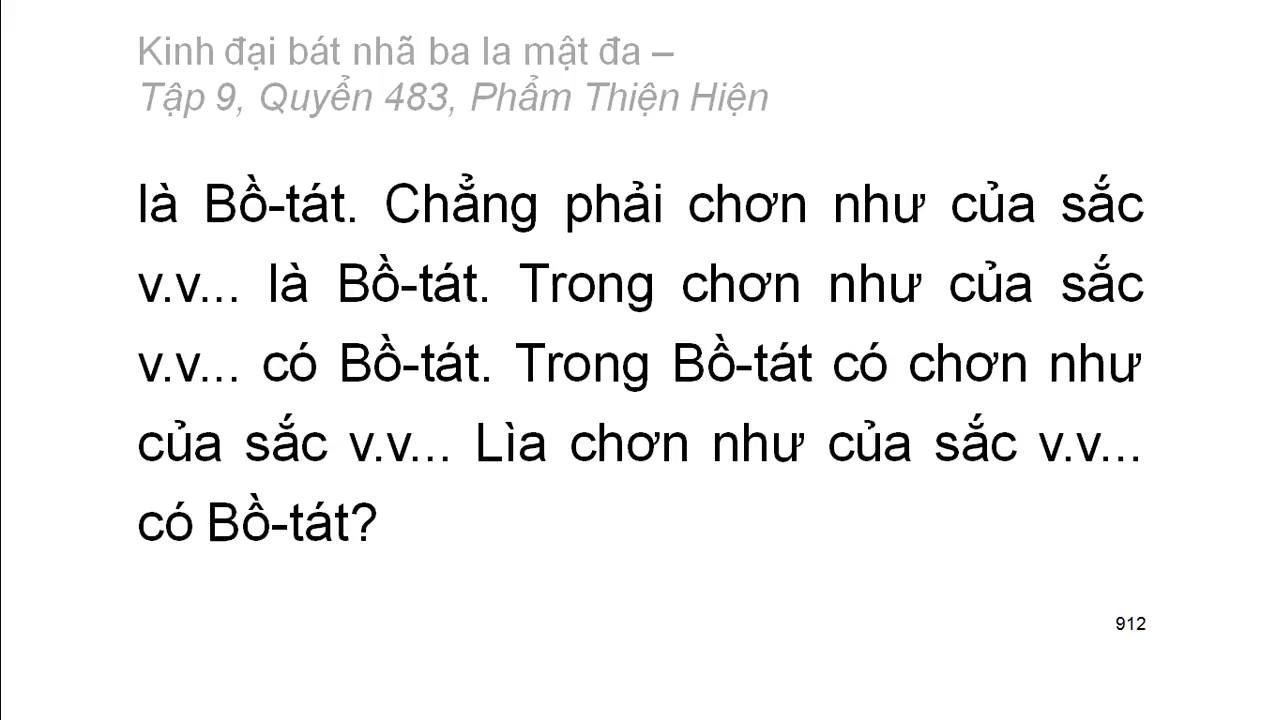 Kinh đại bát nhã ba la mật đa –
Tập 9, Quyển 483, Phẩm Thiện Hiện
là Bồ-tát. Chẳng phải chơn như của sắc
v.v... là Bồ-tát. Trong chơn như của sắc
v.v... có Bồ-tát. Trong Bồ-tát có chơn như
của sắc v.v... Lìa chơn như của sắc v.v...
có Bồ-tát?
912